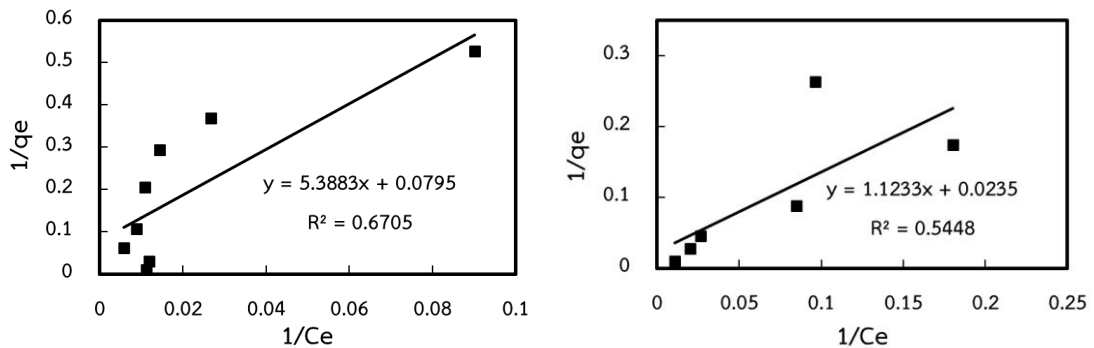 0.6
0.5
0.4
0.3
0.2
0.1
0
1/qe
y = 5.3883x + 0.0795
R² = 0.6705
0 0.02 0.04 0.06 0.08 0.1
1/Ce
0.3
0.2
0.1
0
1/qe
y = 1.1233x + 0.0235
R² = 0.5448
0 0.05 0.1 0.15 0.2 0.25
1/Ce